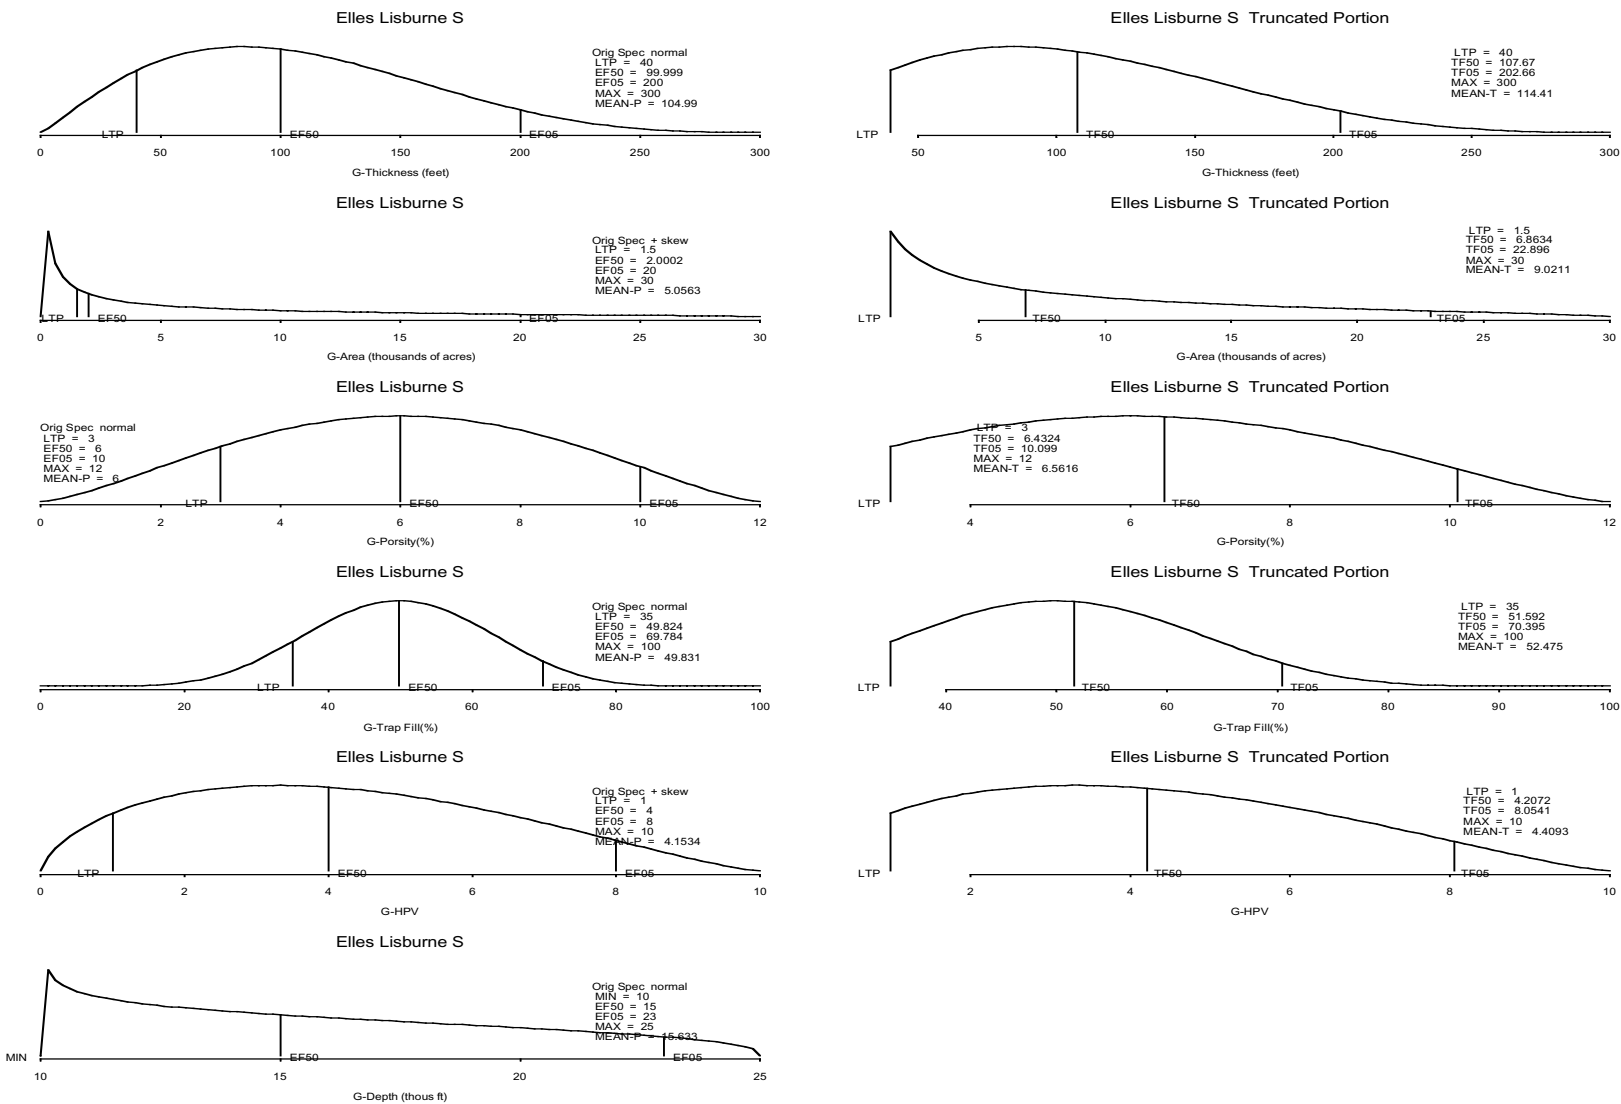 Elles Lisburne S
Orig Spec normal
LTP = 40
EF50 = 99.999
EF05 = 200
MAX = 300
MEAN-P = 104.99
LTP EF50 EF05
0 50 100 150 200 250 300
G-Thickness (feet)
Elles Lisburne S Truncated Portion
LTP = 40
TF50 = 107.67
TF05 = 202.66
MAX = 300
MEAN-T = 114.41
LTP TF50 TF05
50 100 150 200 250 300
G-Thickness (feet)
Elles Lisburne S
Orig Spec + skew
LTP = 1.5
EF50 = 2.0002
EF05 = 20
MAX = 30
MEAN-P = 5.0563
LTP EF50 EF05
0 5 10 15 20 25 30
G-Area (thousands of acres)
Elles Lisburne S Truncated Portion
LTP = 1.5
TF50 = 6.8634
TF05 = 22.896
MAX = 30
MEAN-T = 9.0211
LTP TF50 TF05
5 10 15 20 25 30
G-Area (thousands of acres)
Elles Lisburne S
Orig Spec normal
LTP = 3
EF50 = 6
EF05 = 10
MAX = 12
MEAN-P = 6
LTP EF50 EF05
0 2 4 6 8 10 12
G-Porsity(%)
Elles Lisburne S Truncated Portion
LTP = 3
TF50 = 6.4324
TF05 = 10.099
MAX = 12
MEAN-T = 6.5616
LTP TF50 TF05
4 6 8 10 12
G-Porsity(%)
Elles Lisburne S
Orig Spec normal
LTP = 35
EF50 = 49.824
EF05 = 69.784
MAX = 100
MEAN-P = 49.831
LTP EF50 EF05
0 20 40 60 80 100
G-Trap Fill(%)
Elles Lisburne S Truncated Portion
LTP = 35
TF50 = 51.592
TF05 = 70.395
MAX = 100
MEAN-T = 52.475
LTP TF50 TF05
40 50 60 70 80 90 100
G-Trap Fill(%)
Elles Lisburne S
Orig Spec + skew
LTP = 1
EF50 = 4
EF05 = 8
MAX = 10
MEAN-P = 4.1534
LTP EF50 EF05
0 2 4 6 8 10
G-HPV
Elles Lisburne S Truncated Portion
LTP = 1
TF50 = 4.2072
TF05 = 8.0541
MAX = 10
MEAN-T = 4.4093
LTP TF50 TF05
2 4 6 8 10
G-HPV
Elles Lisburne S
Orig Spec normal
MIN = 10
EF50 = 15
EF05 = 23
MAX = 25
MEAN-P = 15.633
MIN EF50 EF05
10 15 20 25
G-Depth (thous ft)